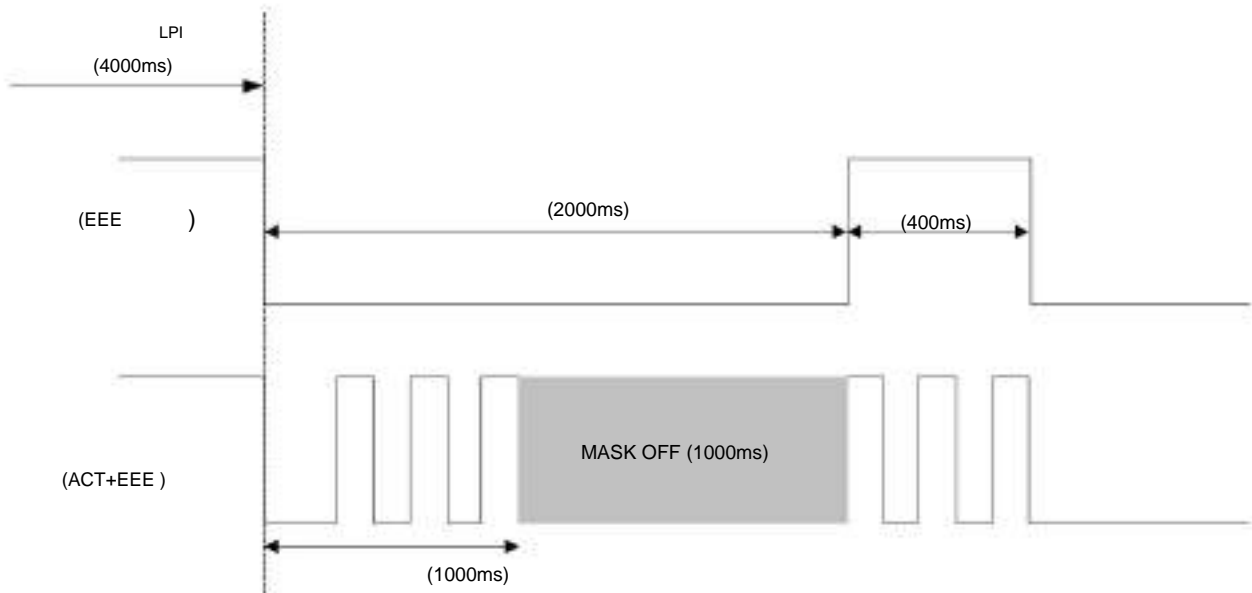 LPI
(4000ms)
(2000ms)
(400ms)
(EEE )
MASK OFF (1000ms)
(ACT+EEE )
(1000ms)